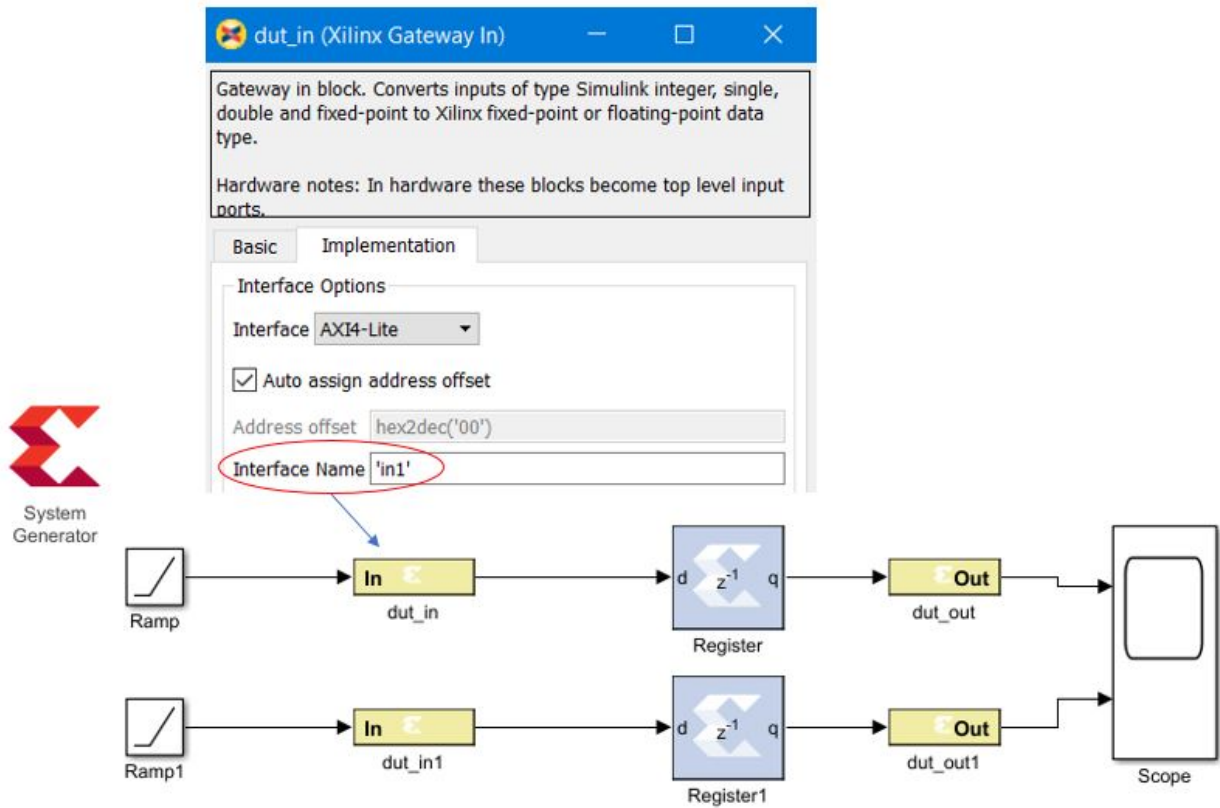 dut_in (Xilinx Gateway In)
Gateway in block. Converts inputs of type Simulink integer, single,
double and fixed-point to Xilinx fixed-point or floating-point data
type.
Hardware notes: In hardware these blocks become top level input
ports.
Basic
Implementation
Interface Options
Interface AXI4-Lite
Auto assign address offset
Address offset hex2dec('00')
Interface Name 'in1'
System
Generator
Ramp
In
dut_in
d z-1 q
Register
Out
dut_out
Ramp1
In
dut_in1
d z-1 q
Register1
Out
dut_out1
Scope